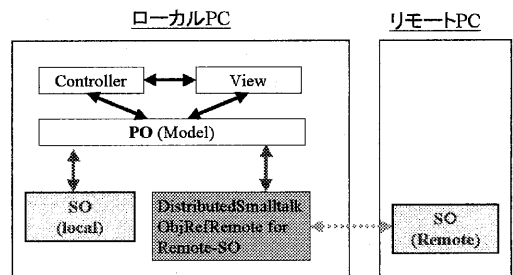 ローカルPC
リモートPC
Controller
View
PO (Model)
SO
(local)
DistributedSmalltalk
ObjRefRemote for
Remote-SO
SO
(Remote)